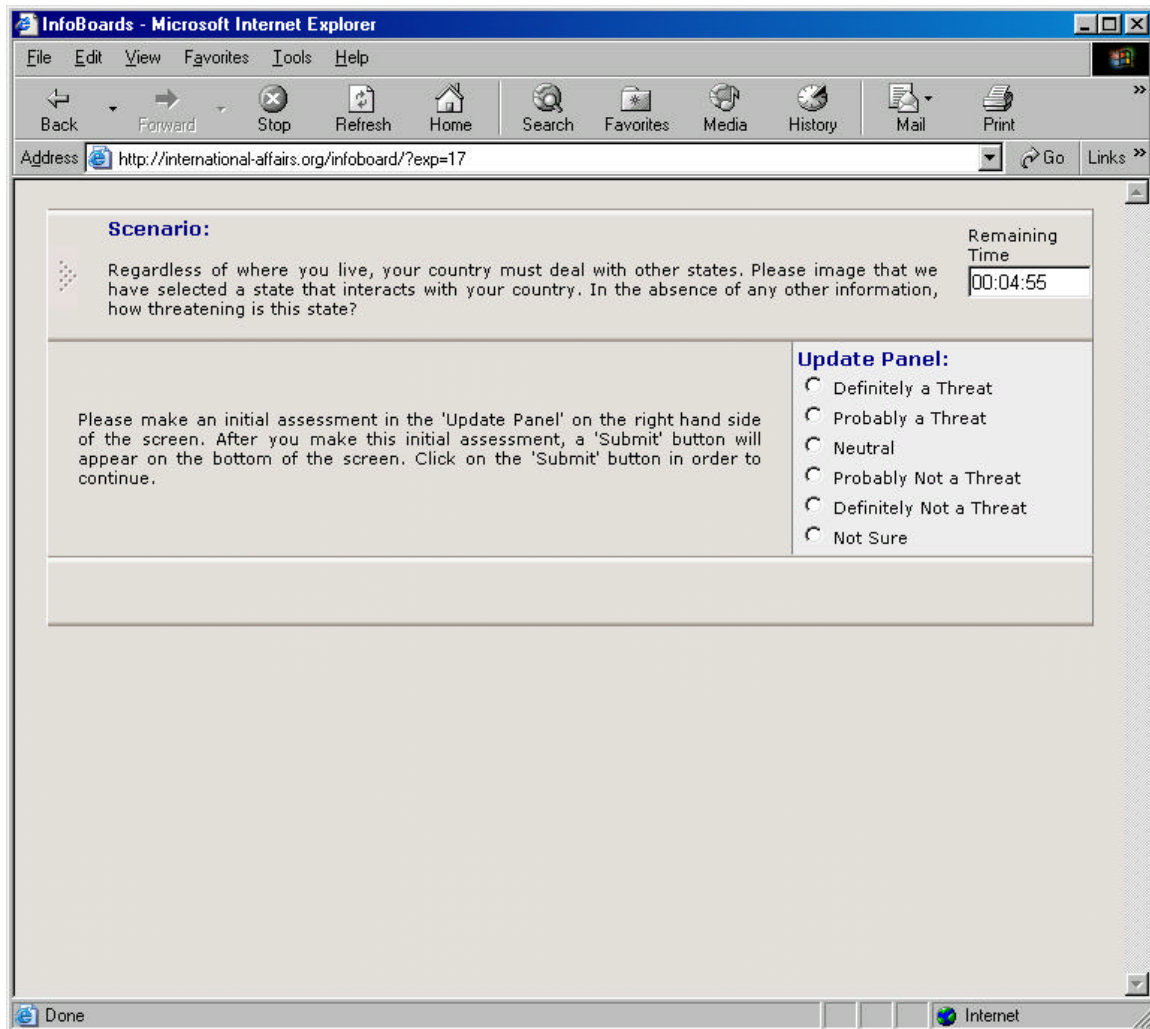 InfoBoards - Microsoft Internet Explorer
File Edit View Favorites Tools Help
Back Forward Stop Refresh Home Search Favorites Media History Mail Print »
Address http://international-affairs.org/infoboard/?exp=17 Go Links »
Scenario:
Remaining
Time
00:04:55
Regardless of where you live, your country must deal with other states. Please image that we
have selected a state that interacts with your country. In the absence of any other information,
how threatening is this state?
Please make an initial assessment in the 'Update Panel' on the right hand side
of the screen. After you make this initial assessment, a 'Submit' button will
appear on the bottom of the screen. Click on the 'Submit' button in order to
continue.
Update Panel:
Definitely a Threat
Probably a Threat
Neutral
Probably Not a Threat
Definitely Not a Threat
Not Sure
Done Internet